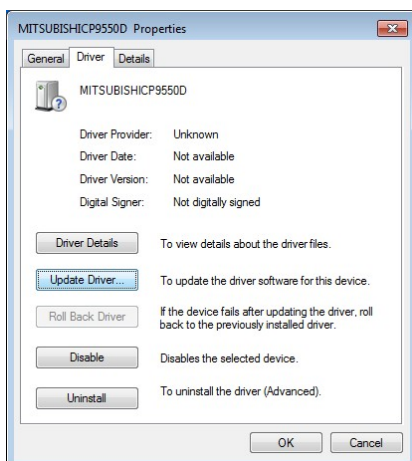 MITSUBISHICP9550D Properties
General Driver Details
MITSUBISHICP9550D
Driver Provider: Unknown
Driver Date: Not available
Driver Version: Not available
Digital Signer: Not digitally signed
Driver Details To view details about the driver files.
Update Driver... To update the driver software for this device.
Roll Back Driver If the device fails after updating the driver, roll
back to the previously installed driver.
Disable Disables the selected device.
Uninstall To uninstall the driver (Advanced).
OK Cancel